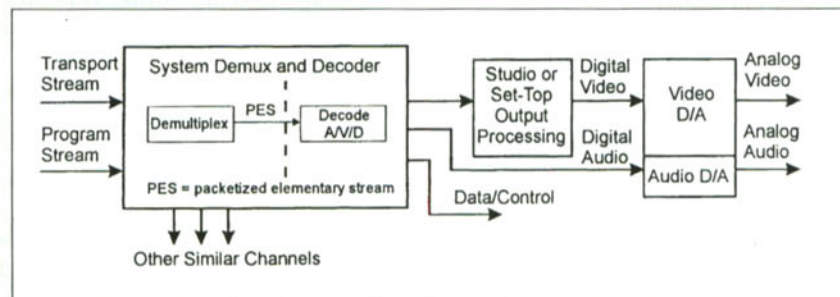 Transport
Stream
Program
Stream
System Demux and Decoder
Demultiplex
PES
Decode
A/V/D
PES = packetized elementary stream
Other Similar Channels
Studio or
Set-Top
Output
Processing
Digital
Video
Digital
Audio
Data/Control
Video
D/A
Audio D/A
Analog
Video
Analog
Audio